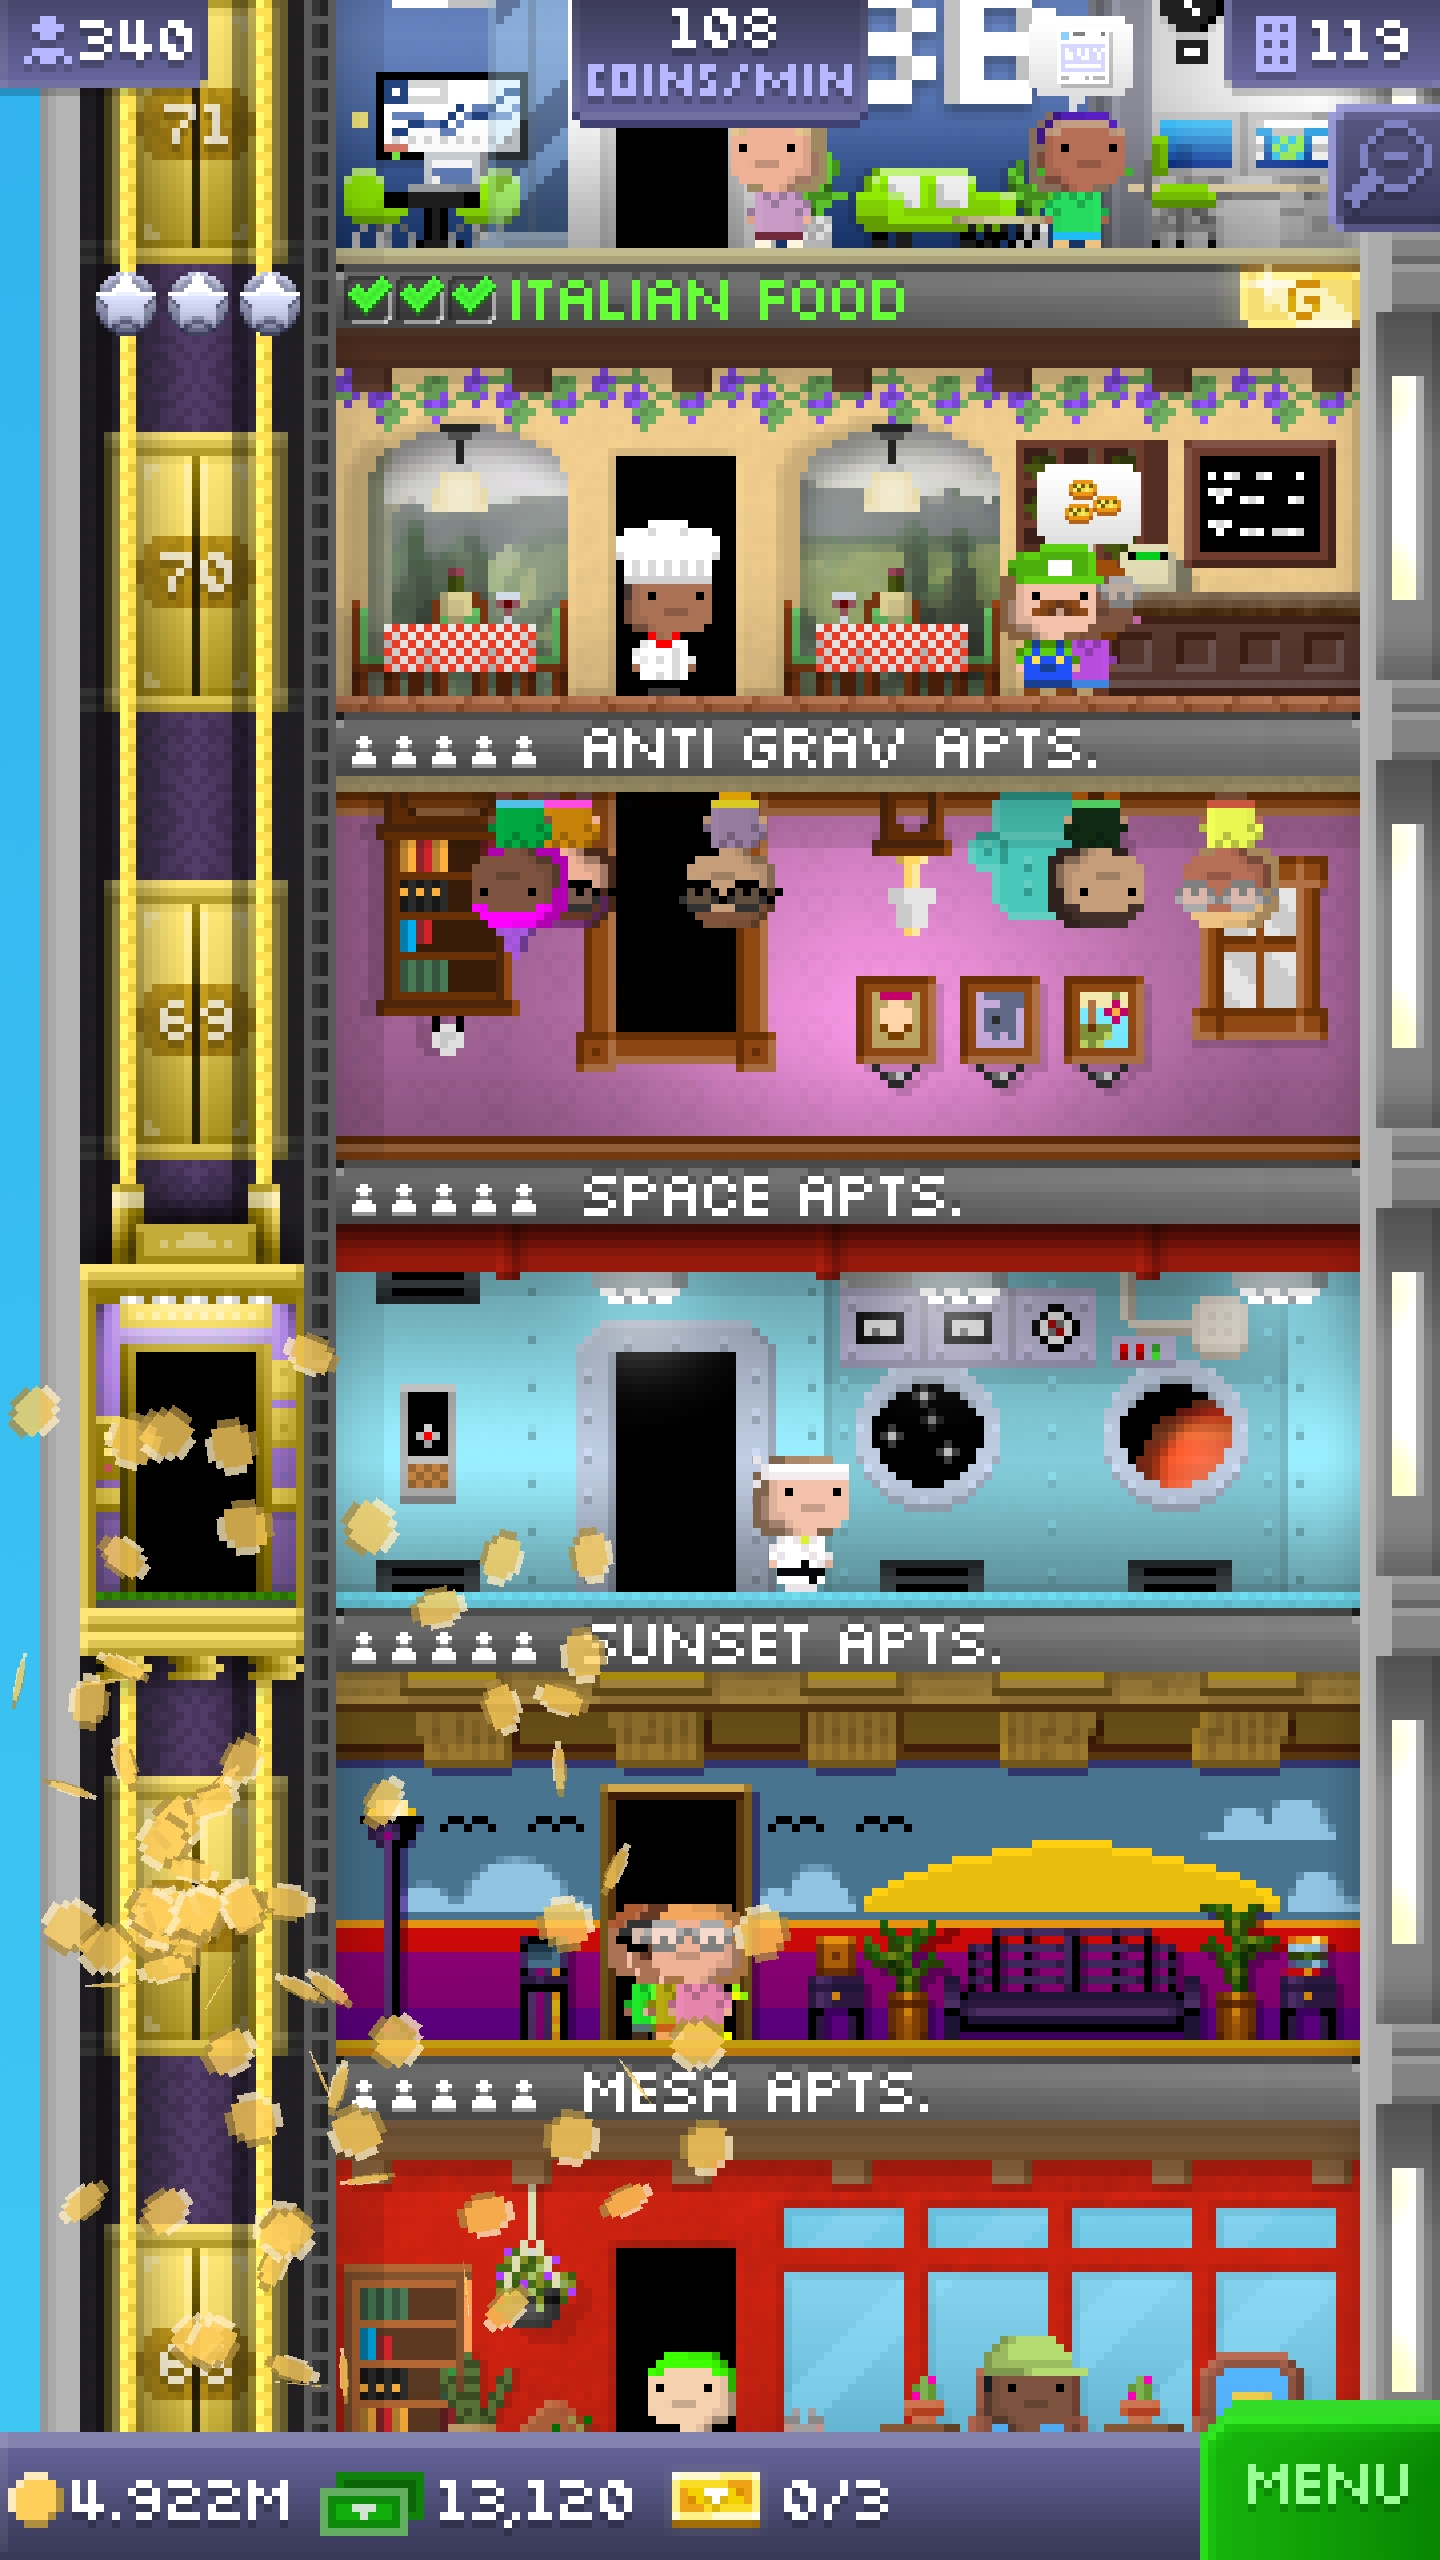 340
108
COINS/MIN
BUY
119
71
ITALIAN FOOD
G
70
ANTI GRAV APTS.
69
SPACE APTS.
SUNSET APTS.
MESA APTS.
4.922M
13,120
0/3
MENU